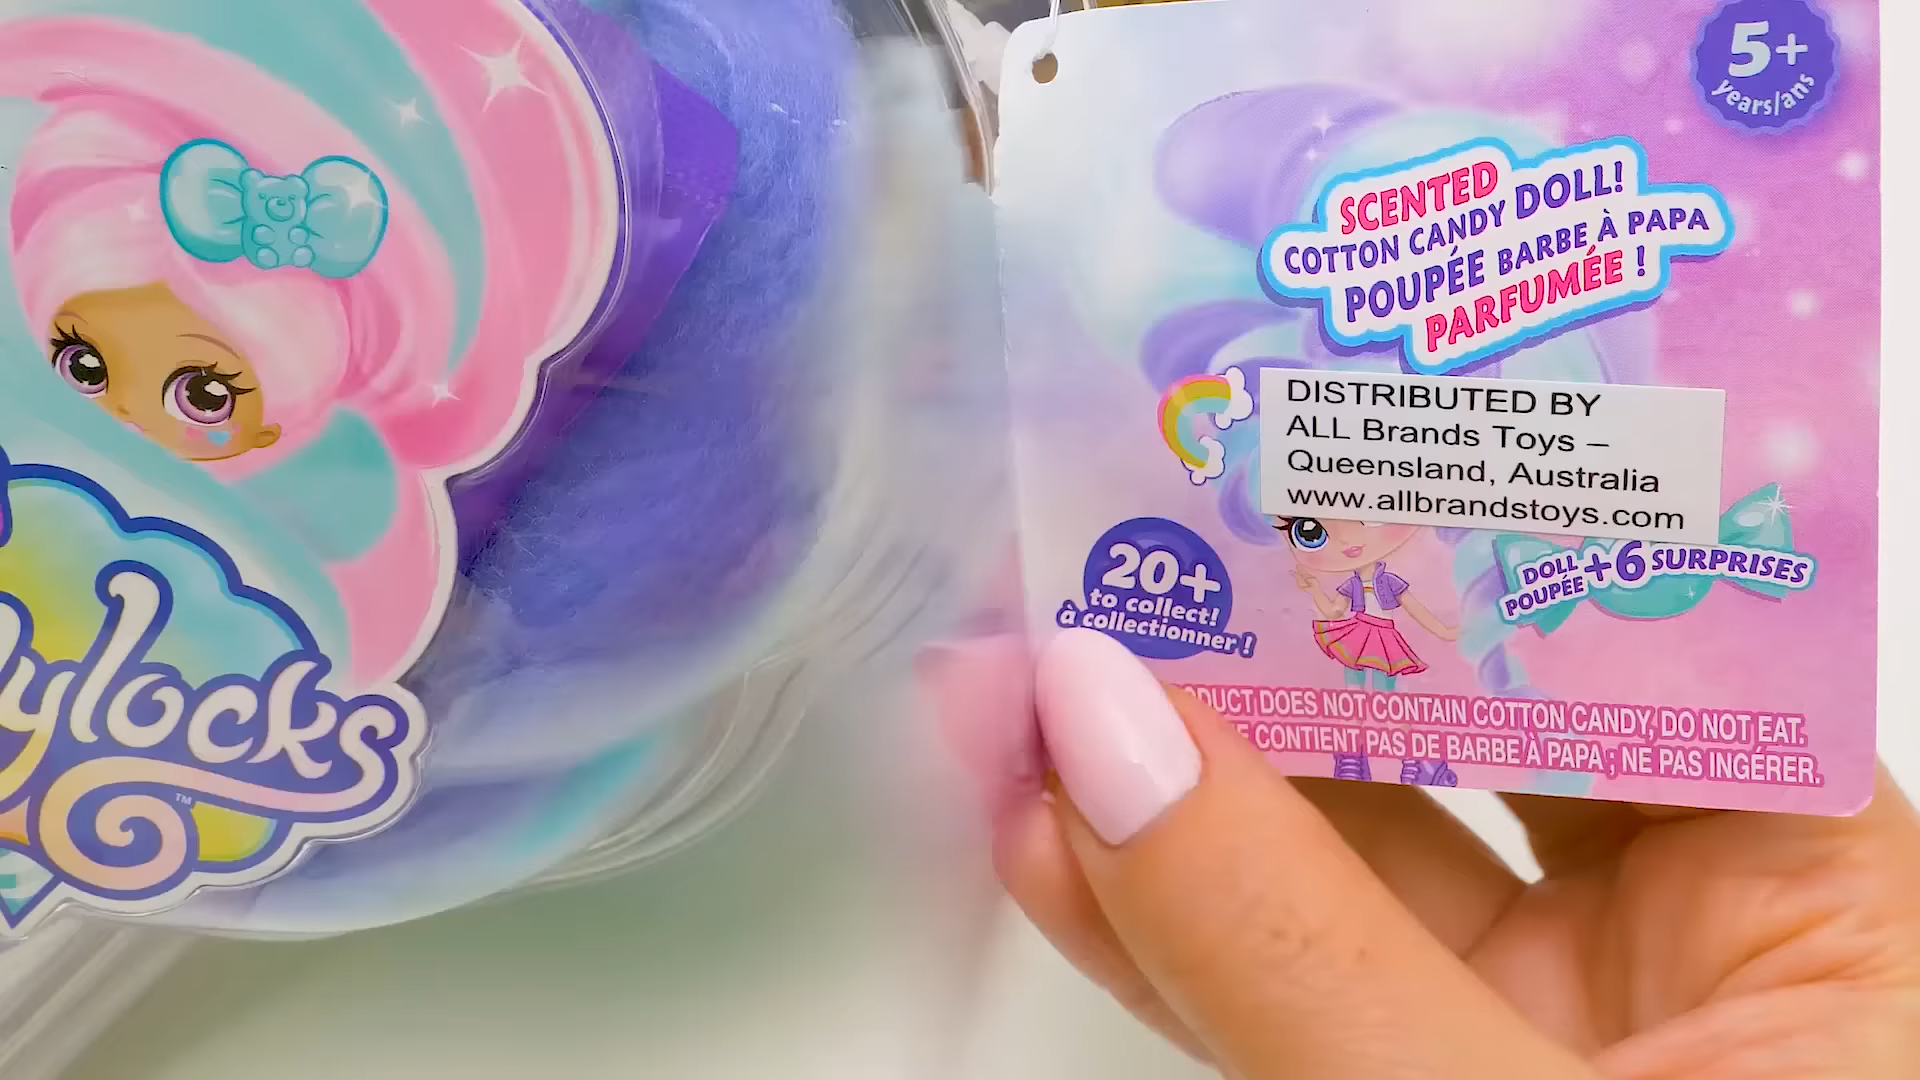 ylocks
TM
5+
years/ans
SCENTED
COTTON CANDY DOLL!
POUPÉE BARBE À PAPA
PARFUMÉE !
DISTRIBUTED BY
ALL Brands Toys –
Queensland, Australia
www.allbrandstoys.com
20+
to collect!
à collectionner !
DOLL
POUPÉE
+6 SURPRISES
DUCT DOES NOT CONTAIN COTTON CANDY, DO NOT EAT.
E CONTIENT PAS DE BARBE À PAPA ; NE PAS INGÉRER.